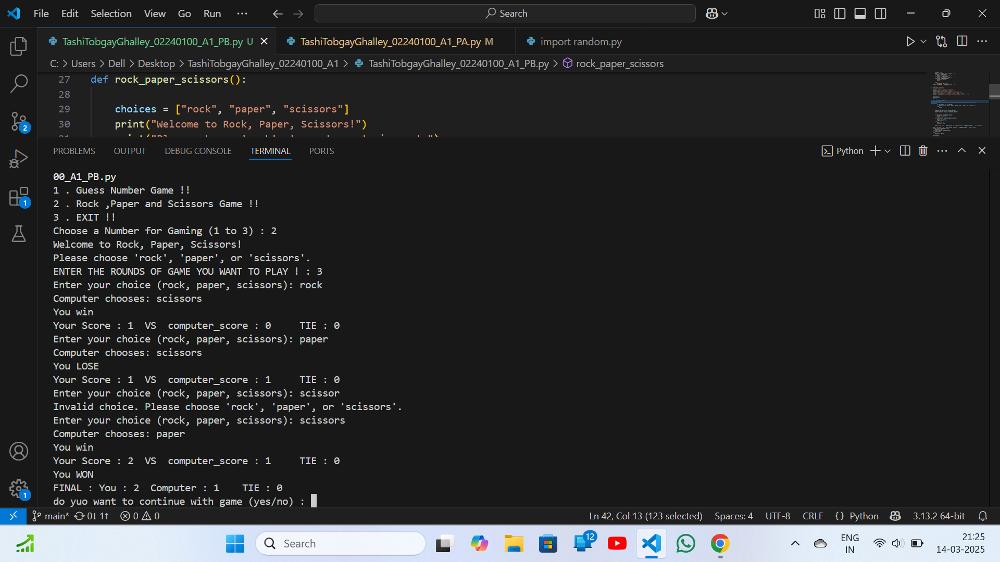 File Edit Selection View Go Run ··· Search
TashiTobgayGhalley_02240100_A1_PB.py U TashiTobgayGhalley_02240100_A1_PA.py M import random.py
C: > Users > Dell > Desktop > TashiTobgayGhalley_02240100_A1 > TashiTobgayGhalley_02240100_A1_PB.py > rock_paper_scissors
27 def rock_paper_scissors():
28
29 choices = ["rock", "paper", "scissors"]
30 print("Welcome to Rock, Paper, Scissors!")
PROBLEMS OUTPUT DEBUG CONSOLE TERMINAL PORTS Python
00_A1_PB.py
1 . Guess Number Game !!
2 . Rock ,Paper and Scissors Game !!
3 . EXIT !!
Choose a Number for Gaming (1 to 3) : 2
Welcome to Rock, Paper, Scissors!
Please choose 'rock', 'paper', or 'scissors'.
ENTER THE ROUNDS OF GAME YOU WANT TO PLAY ! : 3
Enter your choice (rock, paper, scissors): rock
Computer chooses: scissors
You win
Your Score : 1  VS  computer_score : 0     TIE : 0
Enter your choice (rock, paper, scissors): paper
Computer chooses: scissors
You LOSE
Your Score : 1  VS  computer_score : 1     TIE : 0
Enter your choice (rock, paper, scissors): scissor
Invalid choice. Please choose 'rock', 'paper', or 'scissors'.
Enter your choice (rock, paper, scissors): scissors
Computer chooses: paper
You win
Your Score : 2  VS  computer_score : 1     TIE : 0
You WON
FINAL : You : 2  Computer : 1    TIE : 0
do yuo want to continue with game (yes/no) :
2
1
1
main* 0↓ 1↑ 0 0 Ln 42, Col 13 (123 selected) Spaces: 4 UTF-8 CRLF {} Python 3.13.2 64-bit
Search 12 ENG IN 21:25
14-03-2025